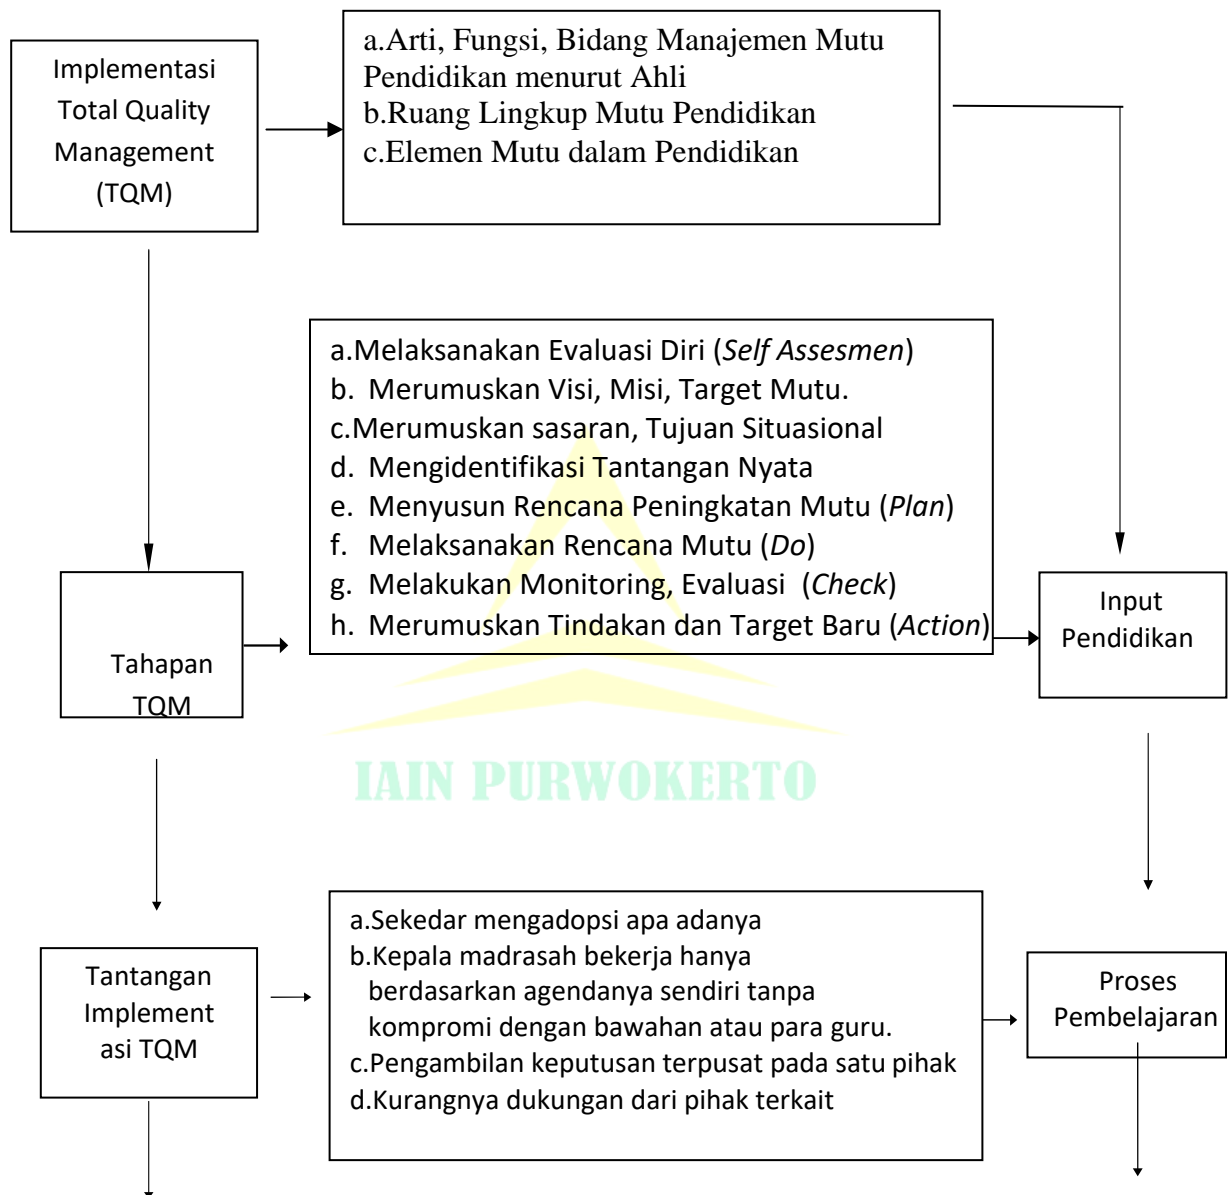 Implementasi
Total Quality
Management
(TQM)
a.Arti, Fungsi, Bidang Manajemen Mutu
Pendidikan menurut Ahli
b.Ruang Lingkup Mutu Pendidikan
c.Elemen Mutu dalam Pendidikan
Tahapan
TQM
a.Melaksanakan Evaluasi Diri (Self Assesmen)
b. Merumuskan Visi, Misi, Target Mutu.
c.Merumuskan sasaran, Tujuan Situasional
d. Mengidentifikasi Tantangan Nyata
e. Menyusun Rencana Peningkatan Mutu (Plan)
f. Melaksanakan Rencana Mutu (Do)
g. Melakukan Monitoring, Evaluasi (Check)
h. Merumuskan Tindakan dan Target Baru (Action)
Input
Pendidikan
IAIN PURWOKERTO
Tantangan
Implement
asi TQM
a.Sekedar mengadopsi apa adanya
b.Kepala madrasah bekerja hanya
berdasarkan agendanya sendiri tanpa
kompromi dengan bawahan atau para guru.
c.Pengambilan keputusan terpusat pada satu pihak
d.Kurangnya dukungan dari pihak terkait
Proses
Pembelajaran